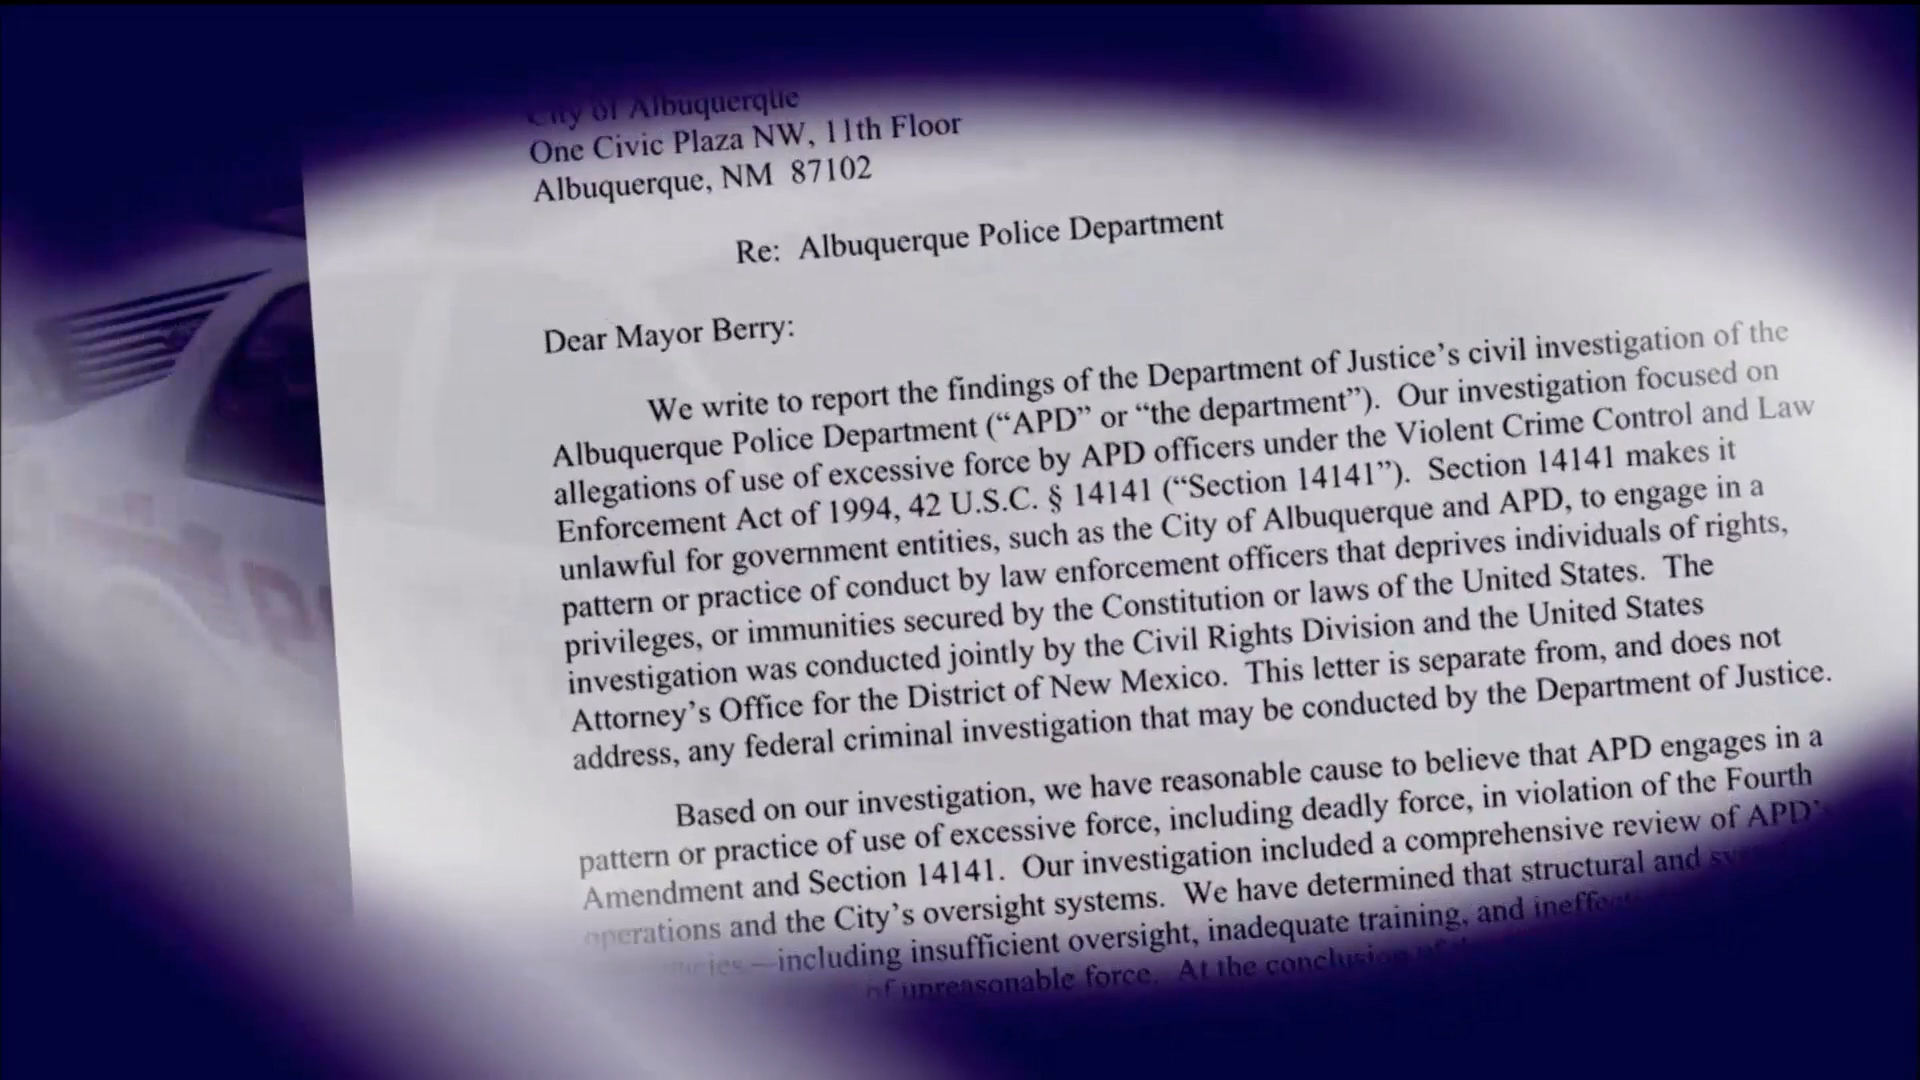 City of Albuquerque
One Civic Plaza NW, 11th Floor
Albuquerque, NM 87102
Re: Albuquerque Police Department
Dear Mayor Berry:
We write to report the findings of the Department of Justice’s civil investigation of the
Albuquerque Police Department (“APD” or “the department”). Our investigation focused on
allegations of use of excessive force by APD officers under the Violent Crime Control and Law
Enforcement Act of 1994, 42 U.S.C. § 14141 (“Section 14141”). Section 14141 makes it
unlawful for government entities, such as the City of Albuquerque and APD, to engage in a
pattern or practice of conduct by law enforcement officers that deprives individuals of rights,
privileges, or immunities secured by the Constitution or laws of the United States. The
investigation was conducted jointly by the Civil Rights Division and the United States
Attorney’s Office for the District of New Mexico. This letter is separate from, and does not
address, any federal criminal investigation that may be conducted by the Department of Justice.
Based on our investigation, we have reasonable cause to believe that APD engages in a
pattern or practice of use of excessive force, including deadly force, in violation of the Fourth
Amendment and Section 14141. Our investigation included a comprehensive review of APD’s
operations and the City’s oversight systems. We have determined that structural and
—including insufficient oversight, inadequate training, and
of unreasonable force. At the conclusion of